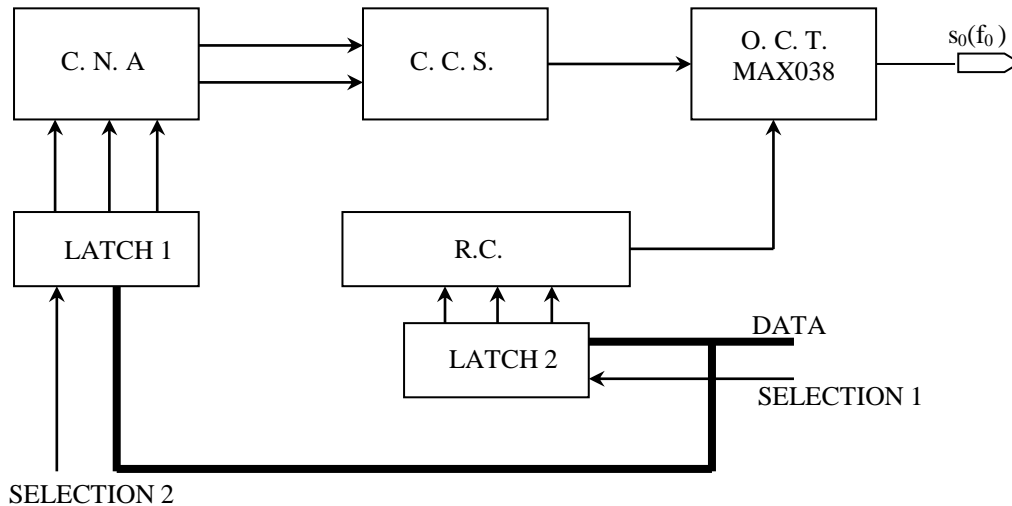 C. N. A
C. C. S.
O. C. T.
MAX038
s₀(f₀)
LATCH 1
R.C.
LATCH 2
DATA
SELECTION 1
SELECTION 2